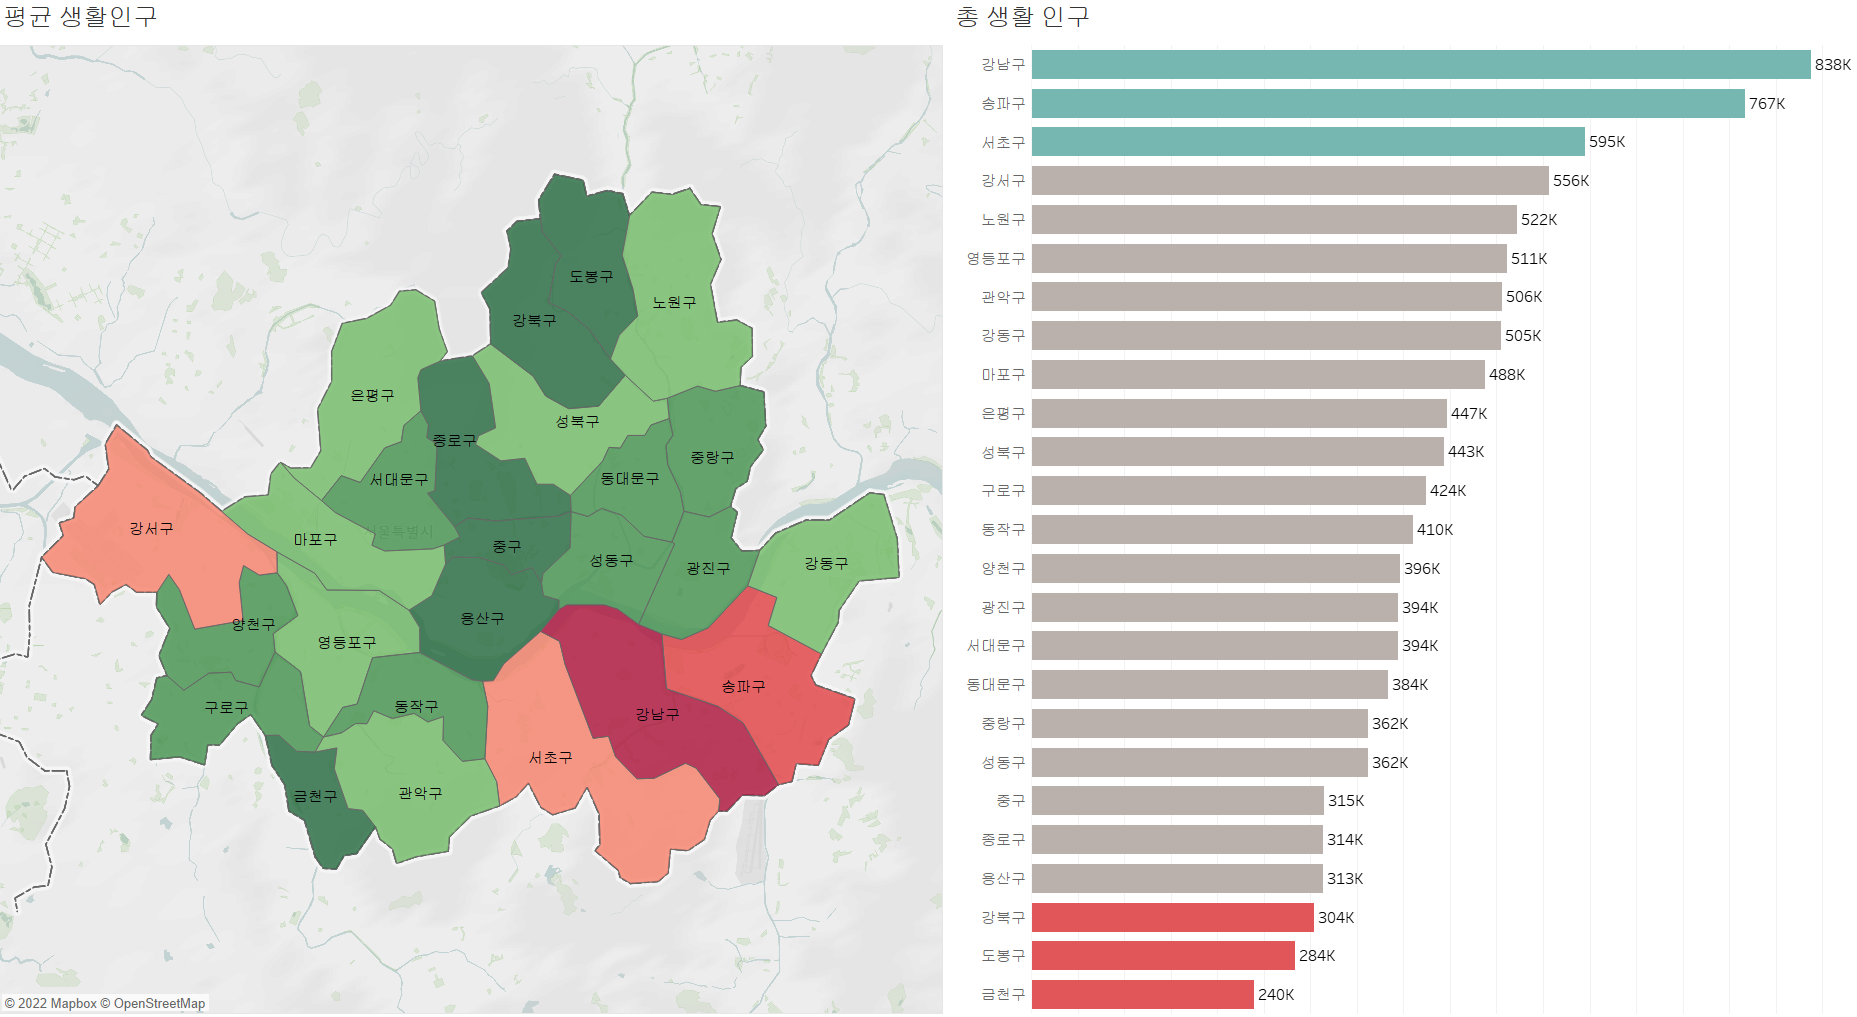 평균 생활인구
도봉구
노원구
강북구
은평구
성북구
종로구
중랑구
서대문구
동대문구
강서구
서울특별시
마포구
중구
성동구
강동구
광진구
용산구
양천구
영등포구
송파구
동작구
구로구
강남구
서초구
관악구
금천구
© 2022 Mapbox © OpenStreetMap
총 생활 인구
강남구 838K
송파구 767K
서초구 595K
강서구 556K
노원구 522K
영등포구 511K
관악구 506K
강동구 505K
마포구 488K
은평구 447K
성북구 443K
구로구 424K
동작구 410K
양천구 396K
광진구 394K
서대문구 394K
동대문구 384K
중랑구 362K
성동구 362K
중구 315K
종로구 314K
용산구 313K
강북구 304K
도봉구 284K
금천구 240K